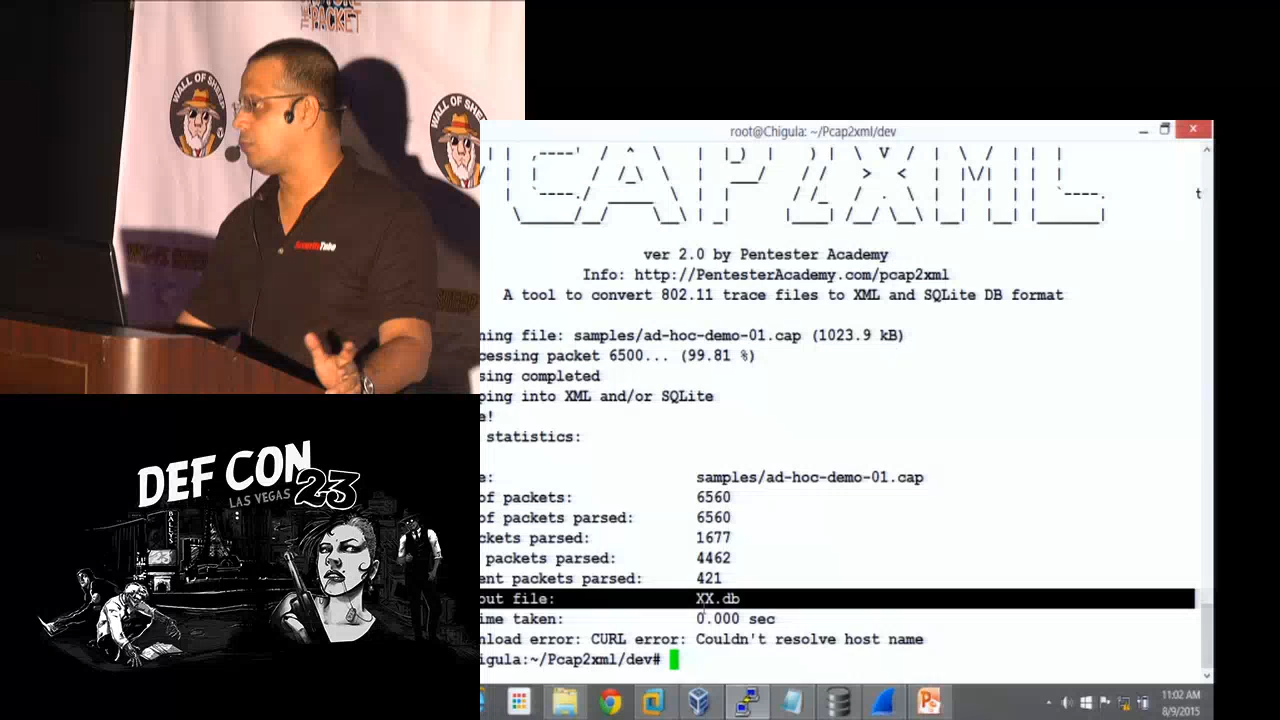 THE PACKET
WALL OF SHEEP
WALL OF SHEEP
root@Chigula: ~/Pcap2xml/dev
CAP2XML
t
ver 2.0 by Pentester Academy
Info: http://PentesterAcademy.com/pcap2xml
A tool to convert 802.11 trace files to XML and SQLite DB format
ning file: samples/ad-hoc-demo-01.cap (1023.9 kB)
cessing packet 6500... (99.81 %)
sing completed
ping into XML and/or SQLite
e!
statistics:
e: samples/ad-hoc-demo-01.cap
of packets: 6560
of packets parsed: 6560
kets parsed: 1677
packets parsed: 4462
ent packets parsed: 421
out file: XX.db
ime taken: 0.000 sec
nload error: CURL error: Couldn't resolve host name
igula:~/Pcap2xml/dev#
11:02 AM
8/9/2015
DEF CON
LAS VEGAS 23
BALLYS
23